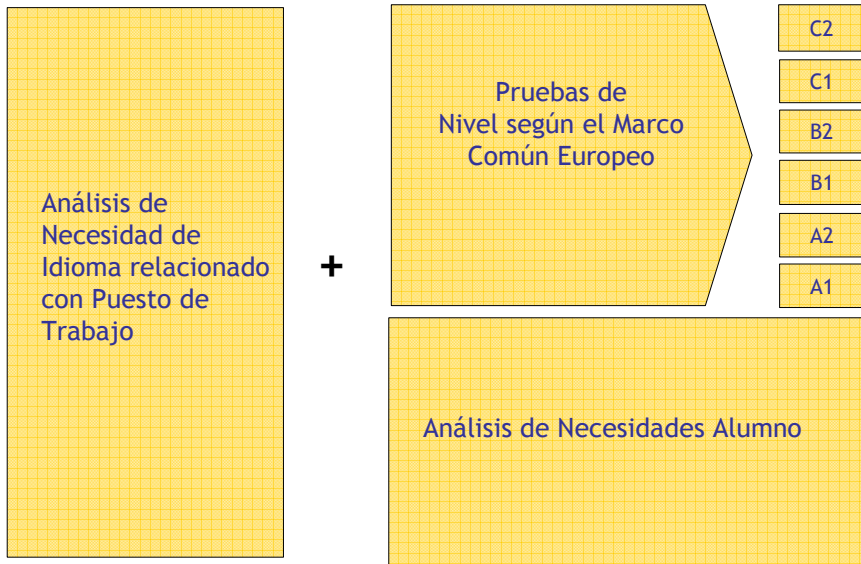 Análisis de
Necesidad de
Idioma relacionado
con Puesto de
Trabajo
+
Pruebas de
Nivel según el Marco
Común Europeo
C2
C1
B2
B1
A2
A1
Análisis de Necesidades Alumno